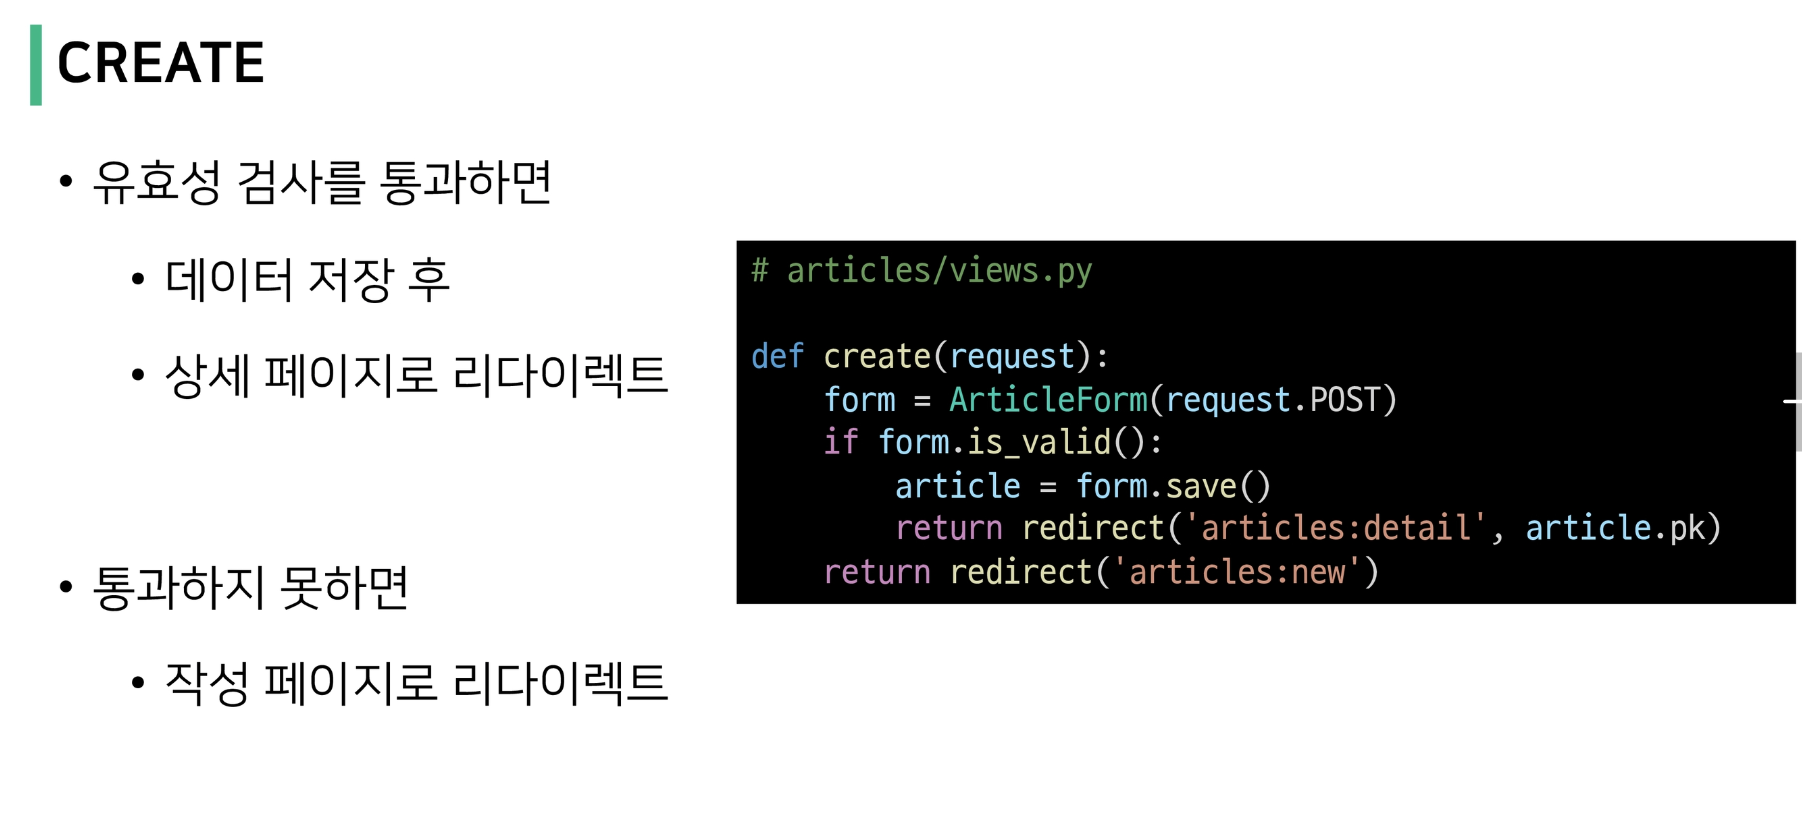 CREATE
• 유효성 검사를 통과하면
• 데이터 저장 후
• 상세 페이지로 리다이렉트
• 통과하지 못하면
• 작성 페이지로 리다이렉트
# articles/views.py
def create(request):
    form = ArticleForm(request.POST)
    if form.is_valid():
        article = form.save()
        return redirect('articles:detail', article.pk)
    return redirect('articles:new')